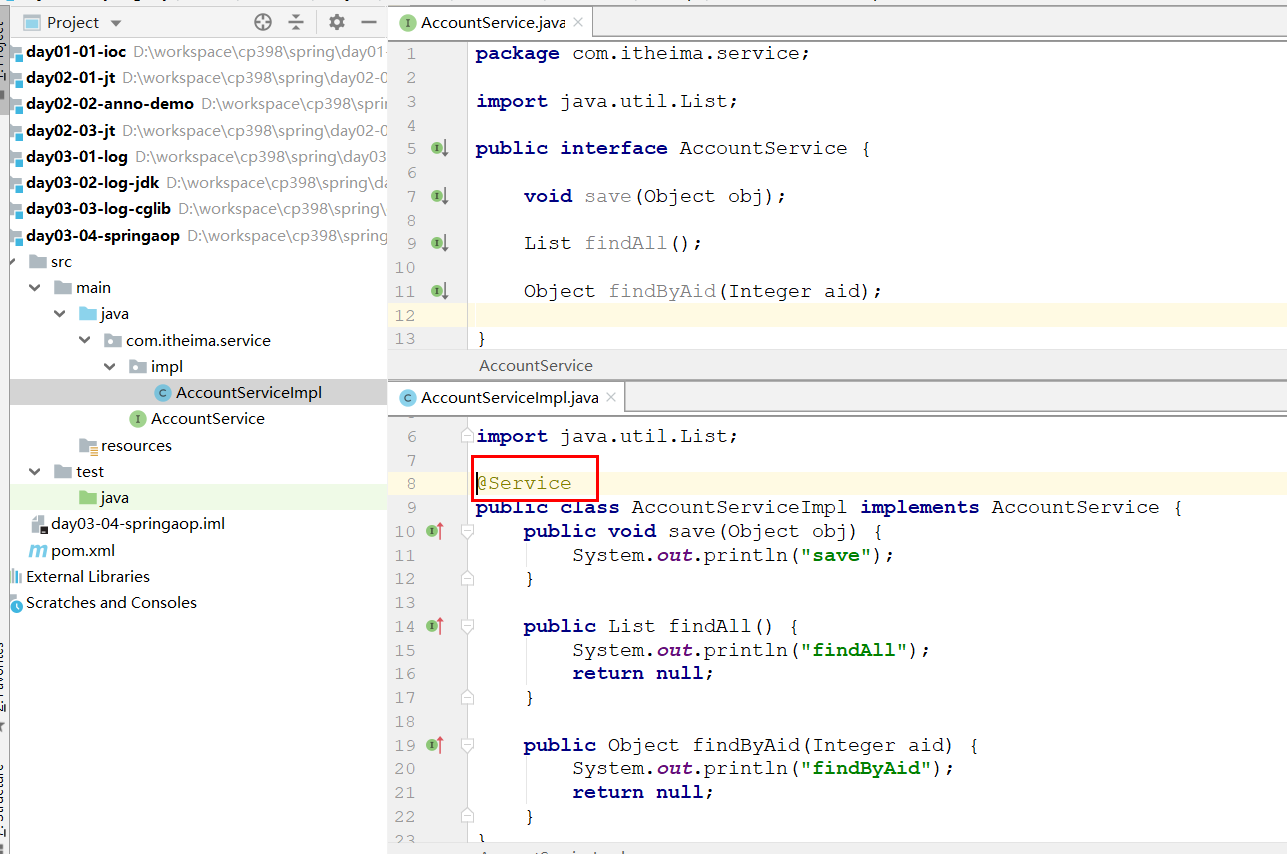 Project
day01-01-ioc D:\workspace\cp398\spring\day01-
day02-01-jt D:\workspace\cp398\spring\day02-0
day02-02-anno-demo D:\workspace\cp398\spri
day02-03-jt D:\workspace\cp398\spring\day02-0
day03-01-log D:\workspace\cp398\spring\day03
day03-02-log-jdk D:\workspace\cp398\spring\da
day03-03-log-cglib D:\workspace\cp398\spring\
day03-04-springaop D:\workspace\cp398\spring
src
main
java
com.itheima.service
impl
AccountServiceImpl
AccountService
resources
test
java
day03-04-springaop.iml
pom.xml
External Libraries
Scratches and Consoles
AccountService.java
1 package com.itheima.service;
2
3 import java.util.List;
4
5 public interface AccountService {
6
7 void save(Object obj);
8
9 List findAll();
10
11 Object findByAid(Integer aid);
12
13 }
AccountService
AccountServiceImpl.java
6 import java.util.List;
7
8 @Service
9 public class AccountServiceImpl implements AccountService {
10 public void save(Object obj) {
11 System.out.println("save");
12 }
13
14 public List findAll() {
15 System.out.println("findAll");
16 return null;
17 }
18
19 public Object findByAid(Integer aid) {
20 System.out.println("findByAid");
21 return null;
22 }
23 }